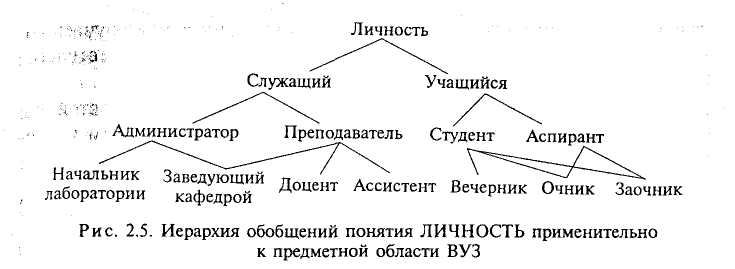 Личность
Служащий Учащийся
Администратор Преподаватель Студент Аспирант
Начальник лаборатории Заведующий кафедрой Доцент Ассистент Вечерник Очник Заочник
Рис. 2.5. Иерархия обобщений понятия ЛИЧНОСТЬ применительно
к предметной области ВУЗ